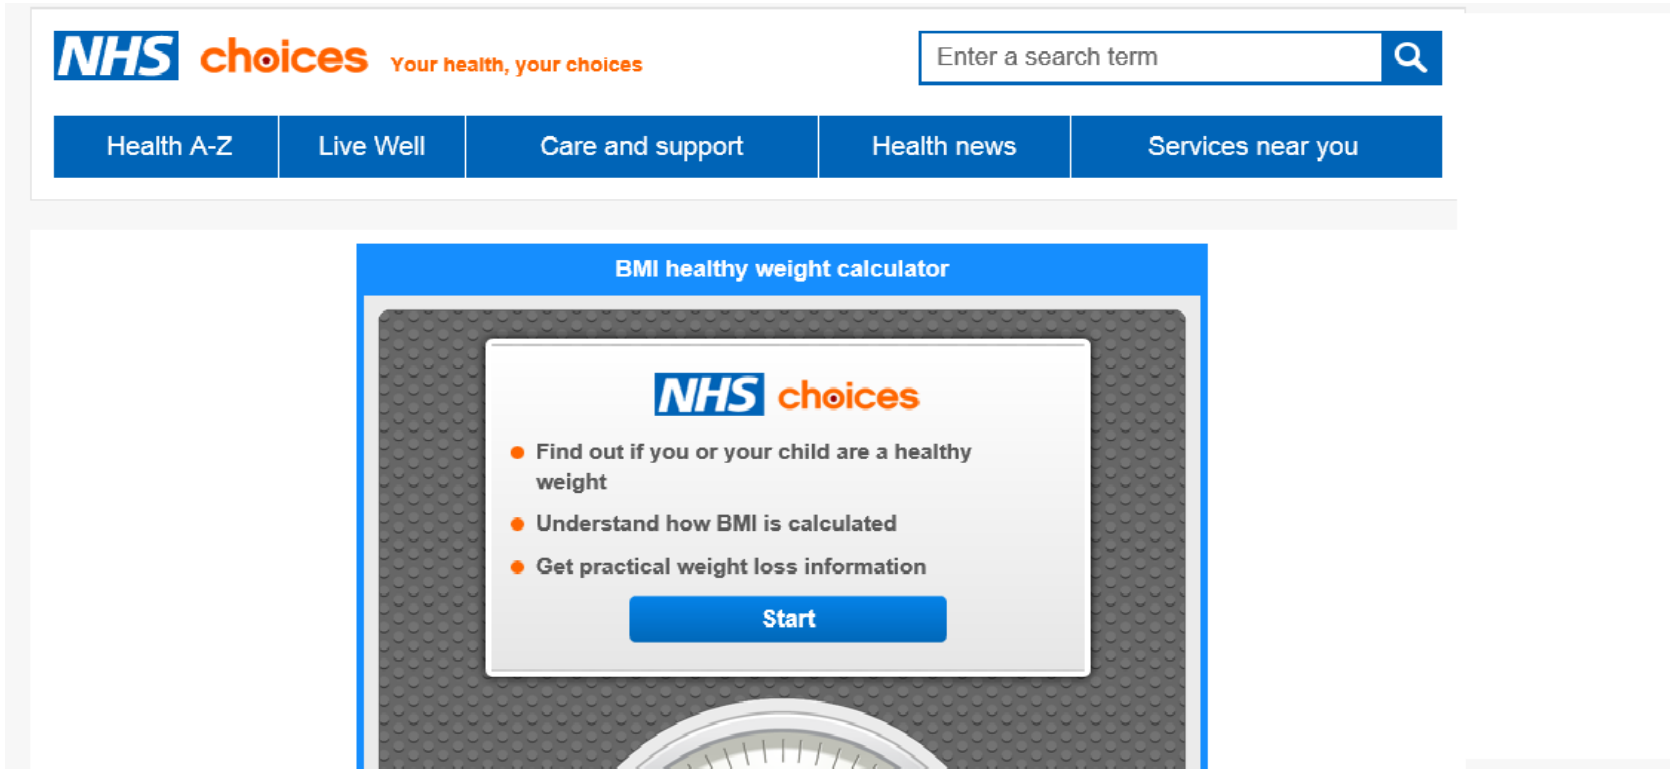 NHS choices Your health, your choices
Enter a search term
Health A-Z Live Well Care and support Health news Services near you
BMI healthy weight calculator
NHS choices
Find out if you or your child are a healthy
weight
Understand how BMI is calculated
Get practical weight loss information
Start